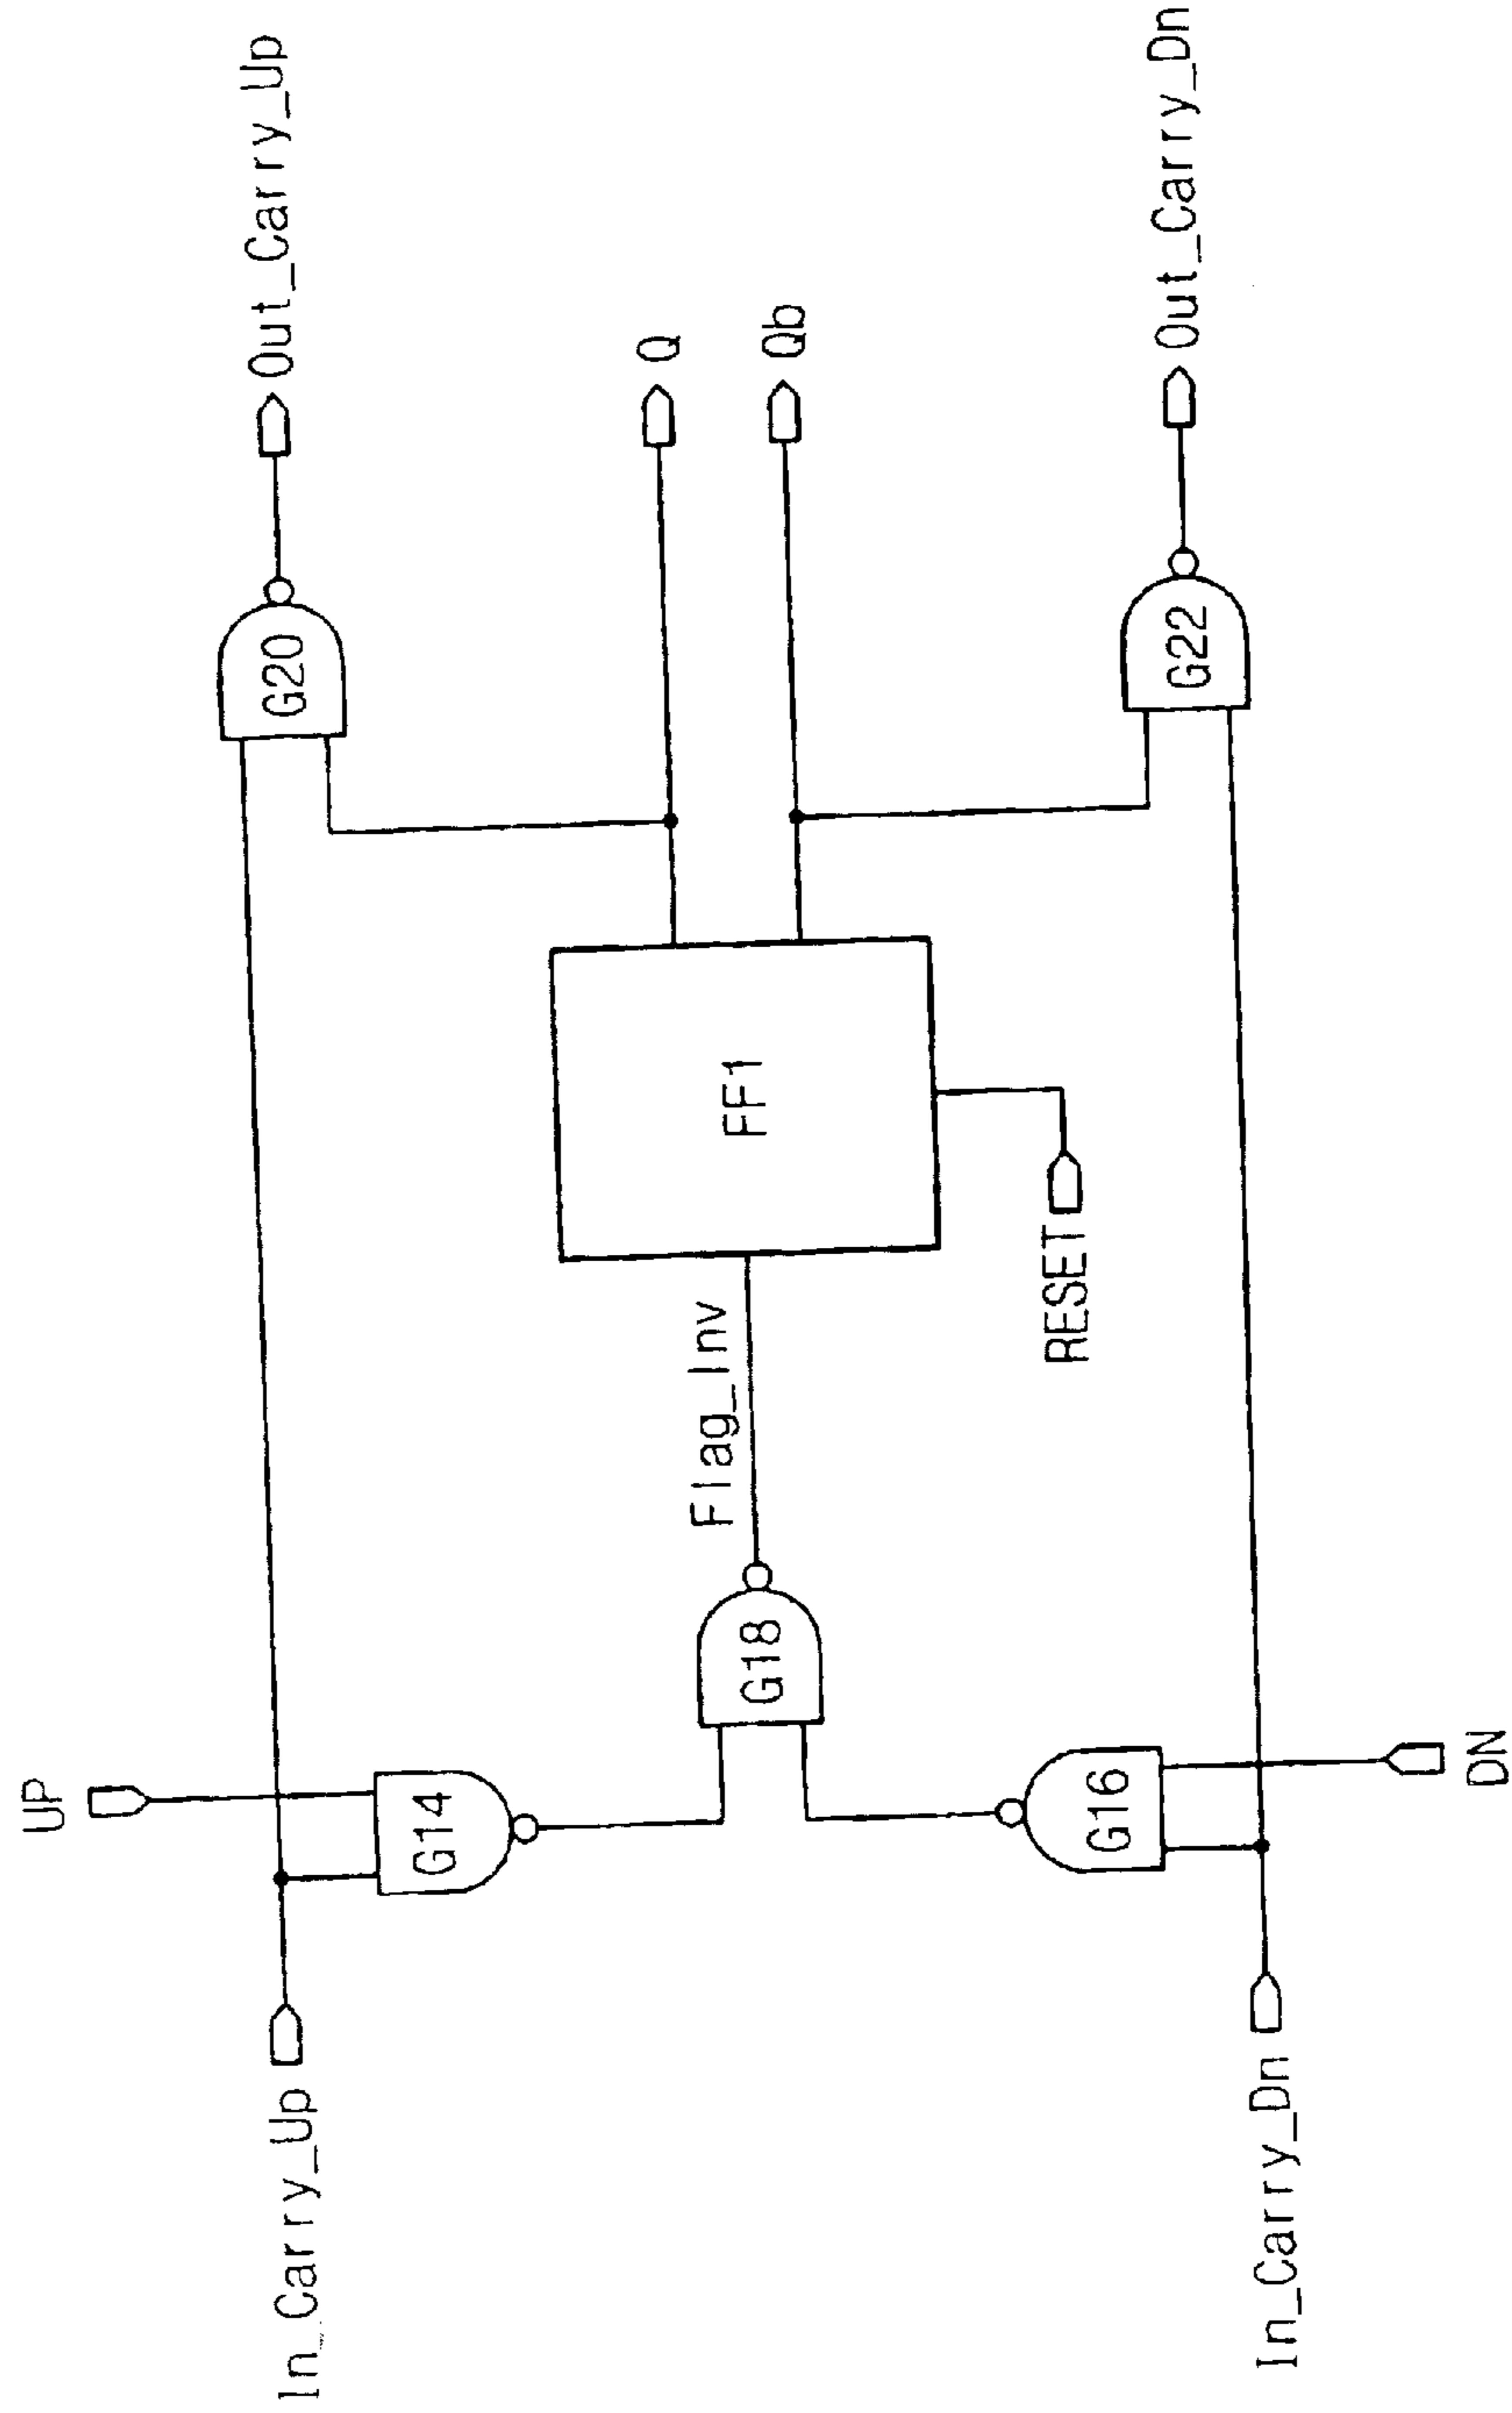 UP
In_Carry_Up
Out_Carry_Up
G14
G20
Flag_Inv
G18
FF1
Q
Qb
RESET
G16
G22
In_Carry_Dn
Out_Carry_Dn
DN